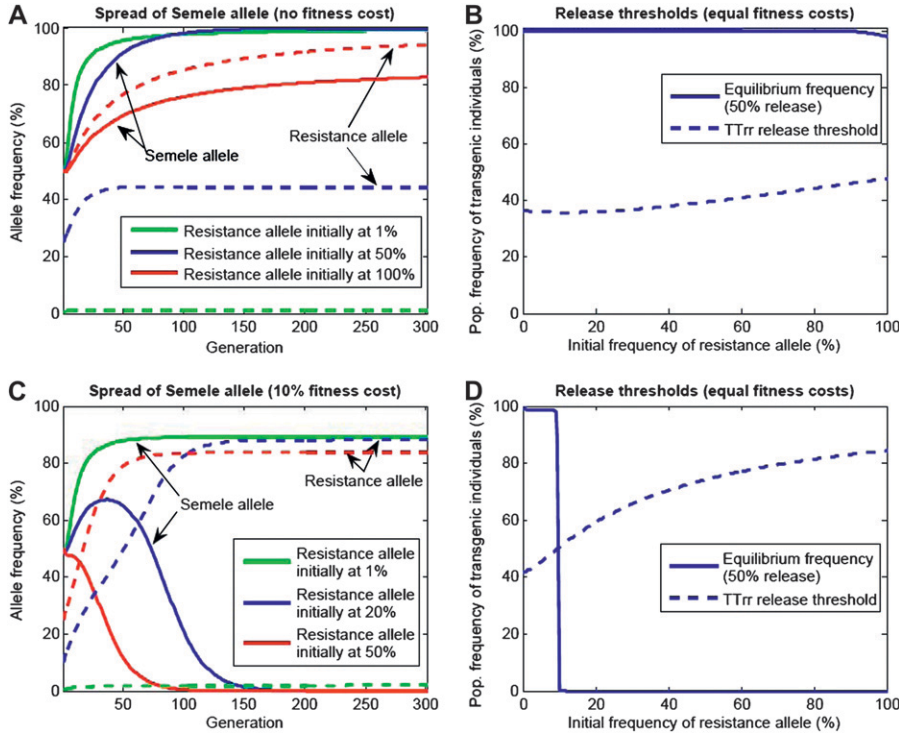 A
Spread of Semele allele (no fitness cost)
Allele frequency (%)
100
80
60
40
20
0
Semele allele
Resistance allele
Resistance allele initially at 1%
Resistance allele initially at 50%
Resistance allele initially at 100%
50
100
150
200
250
300
Generation
B
Release thresholds (equal fitness costs)
Pop. frequency of transgenic individuals (%)
100
80
60
40
20
0
Equilibrium frequency
(50% release)
TTrr release threshold
0
20
40
60
80
100
Initial frequency of resistance allele (%)
C
Spread of Semele allele (10% fitness cost)
Allele frequency (%)
100
80
60
40
20
0
Semele allele
Resistance allele
Resistance allele
initially at 1%
Resistance allele
initially at 20%
Resistance allele
initially at 50%
50
100
150
200
250
300
Generation
D
Release thresholds (equal fitness costs)
Pop. frequency of transgenic individuals (%)
100
80
60
40
20
0
Equilibrium frequency
(50% release)
TTrr release threshold
0
20
40
60
80
100
Initial frequency of resistance allele (%)